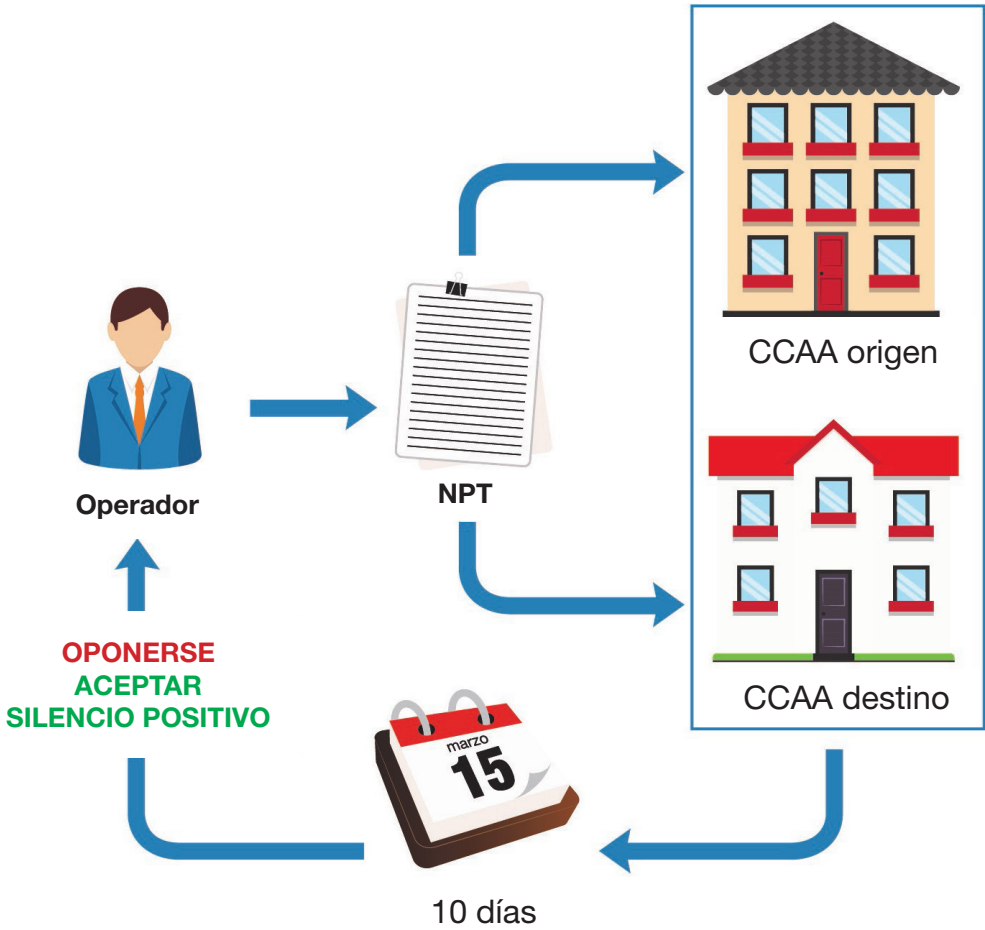 CCAA origen
Operador
NPT
OPONERSE
ACEPTAR
SILENCIO POSITIVO
CCAA destino
marzo
15
10 días